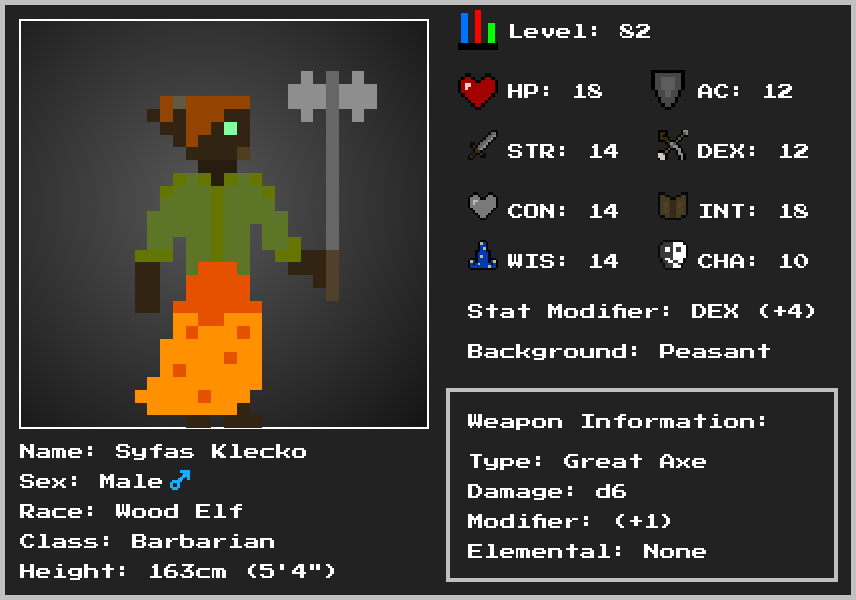 Level: 82
HP: 18 AC: 12
STR: 14 DEX: 12
CON: 14 INT: 18
WIS: 14 CHA: 10
Stat Modifier: DEX (+4)
Background: Peasant
Weapon Information:
Type: Great Axe
Damage: d6
Modifier: (+1)
Elemental: None
Name: Syfas Klecko
Sex: Male ♂
Race: Wood Elf
Class: Barbarian
Height: 163cm (5'4")